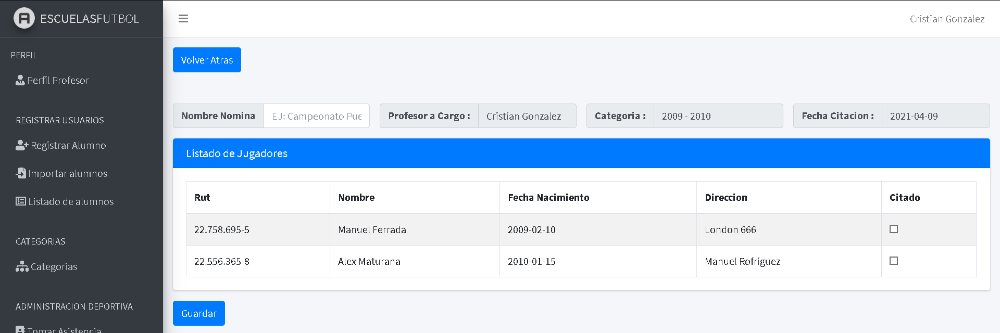 ESCUELASFUTBOL
Cristian Gonzalez
PERFIL
Perfil Profesor
REGISTRAR USUARIOS
Registrar Alumno
Importar alumnos
Listado de alumnos
CATEGORIAS
Categorias
ADMINISTRACION DEPORTIVA
Tomar Asistencia
Volver Atras
Nombre Nomina EJ: Campeonato Pue Profesor a Cargo : Cristian Gonzalez Categoria : 2009 - 2010 Fecha Citacion : 2021-04-09
Listado de Jugadores
Rut Nombre Fecha Nacimiento Direccion Citado
22.758.695-5 Manuel Ferrada 2009-02-10 London 666
22.556.365-8 Alex Maturana 2010-01-15 Manuel Rofriguez
Guardar